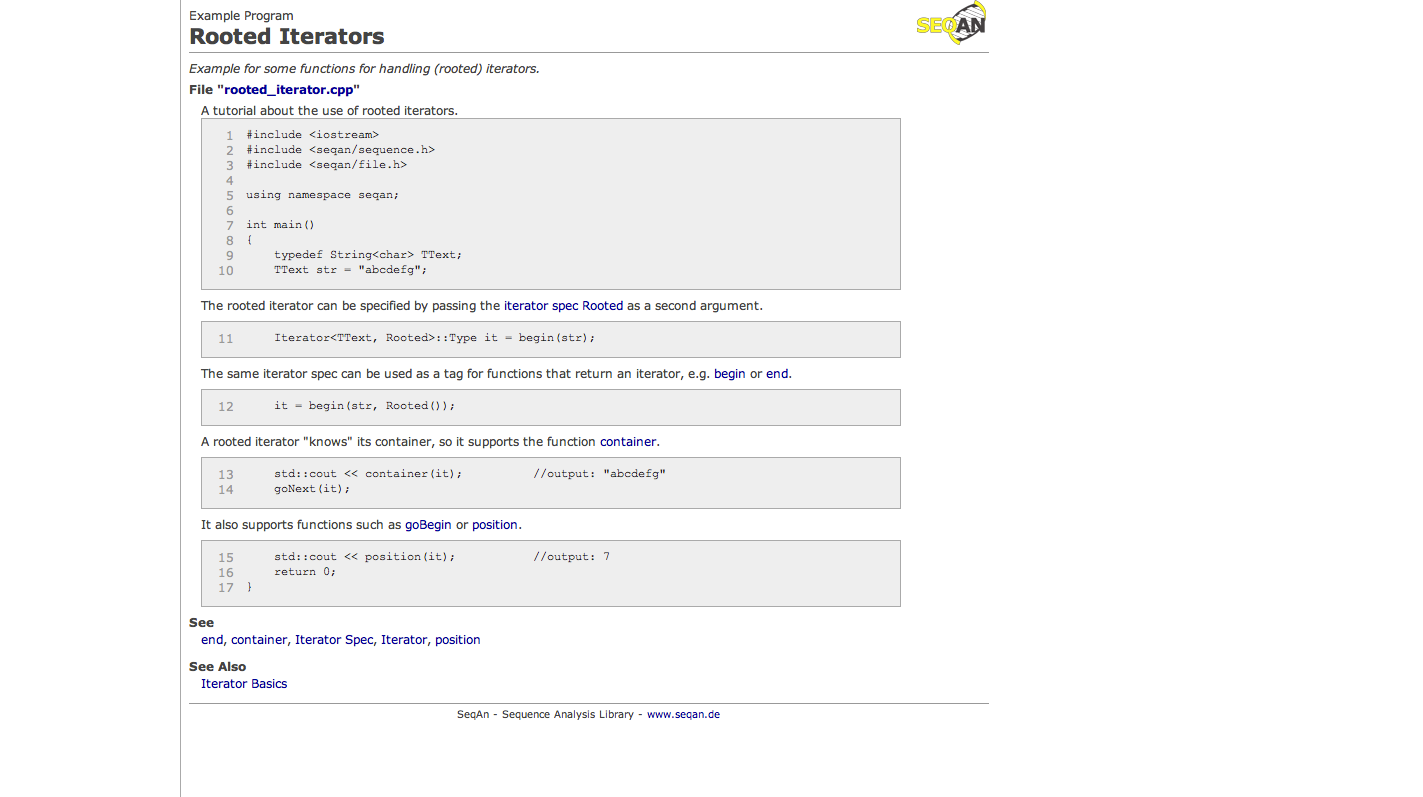 Example Program
SEQAN
Rooted Iterators
Example for some functions for handling (rooted) iterators.
File "rooted_iterator.cpp"
A tutorial about the use of rooted iterators.
1 #include <iostream>
2 #include <seqan/sequence.h>
3 #include <seqan/file.h>
4
5 using namespace seqan;
6
7 int main()
8 {
9     typedef String<char> TText;
10     TText str = "abcdefg";
The rooted iterator can be specified by passing the iterator spec Rooted as a second argument.
11     Iterator<TText, Rooted>::Type it = begin(str);
The same iterator spec can be used as a tag for functions that return an iterator, e.g. begin or end.
12     it = begin(str, Rooted());
A rooted iterator "knows" its container, so it supports the function container.
13     std::cout << container(it);          //output: "abcdefg"
14     goNext(it);
It also supports functions such as goBegin or position.
15     std::cout << position(it);           //output: 7
16     return 0;
17 }
See
end, container, Iterator Spec, Iterator, position
See Also
Iterator Basics
SeqAn - Sequence Analysis Library - www.seqan.de